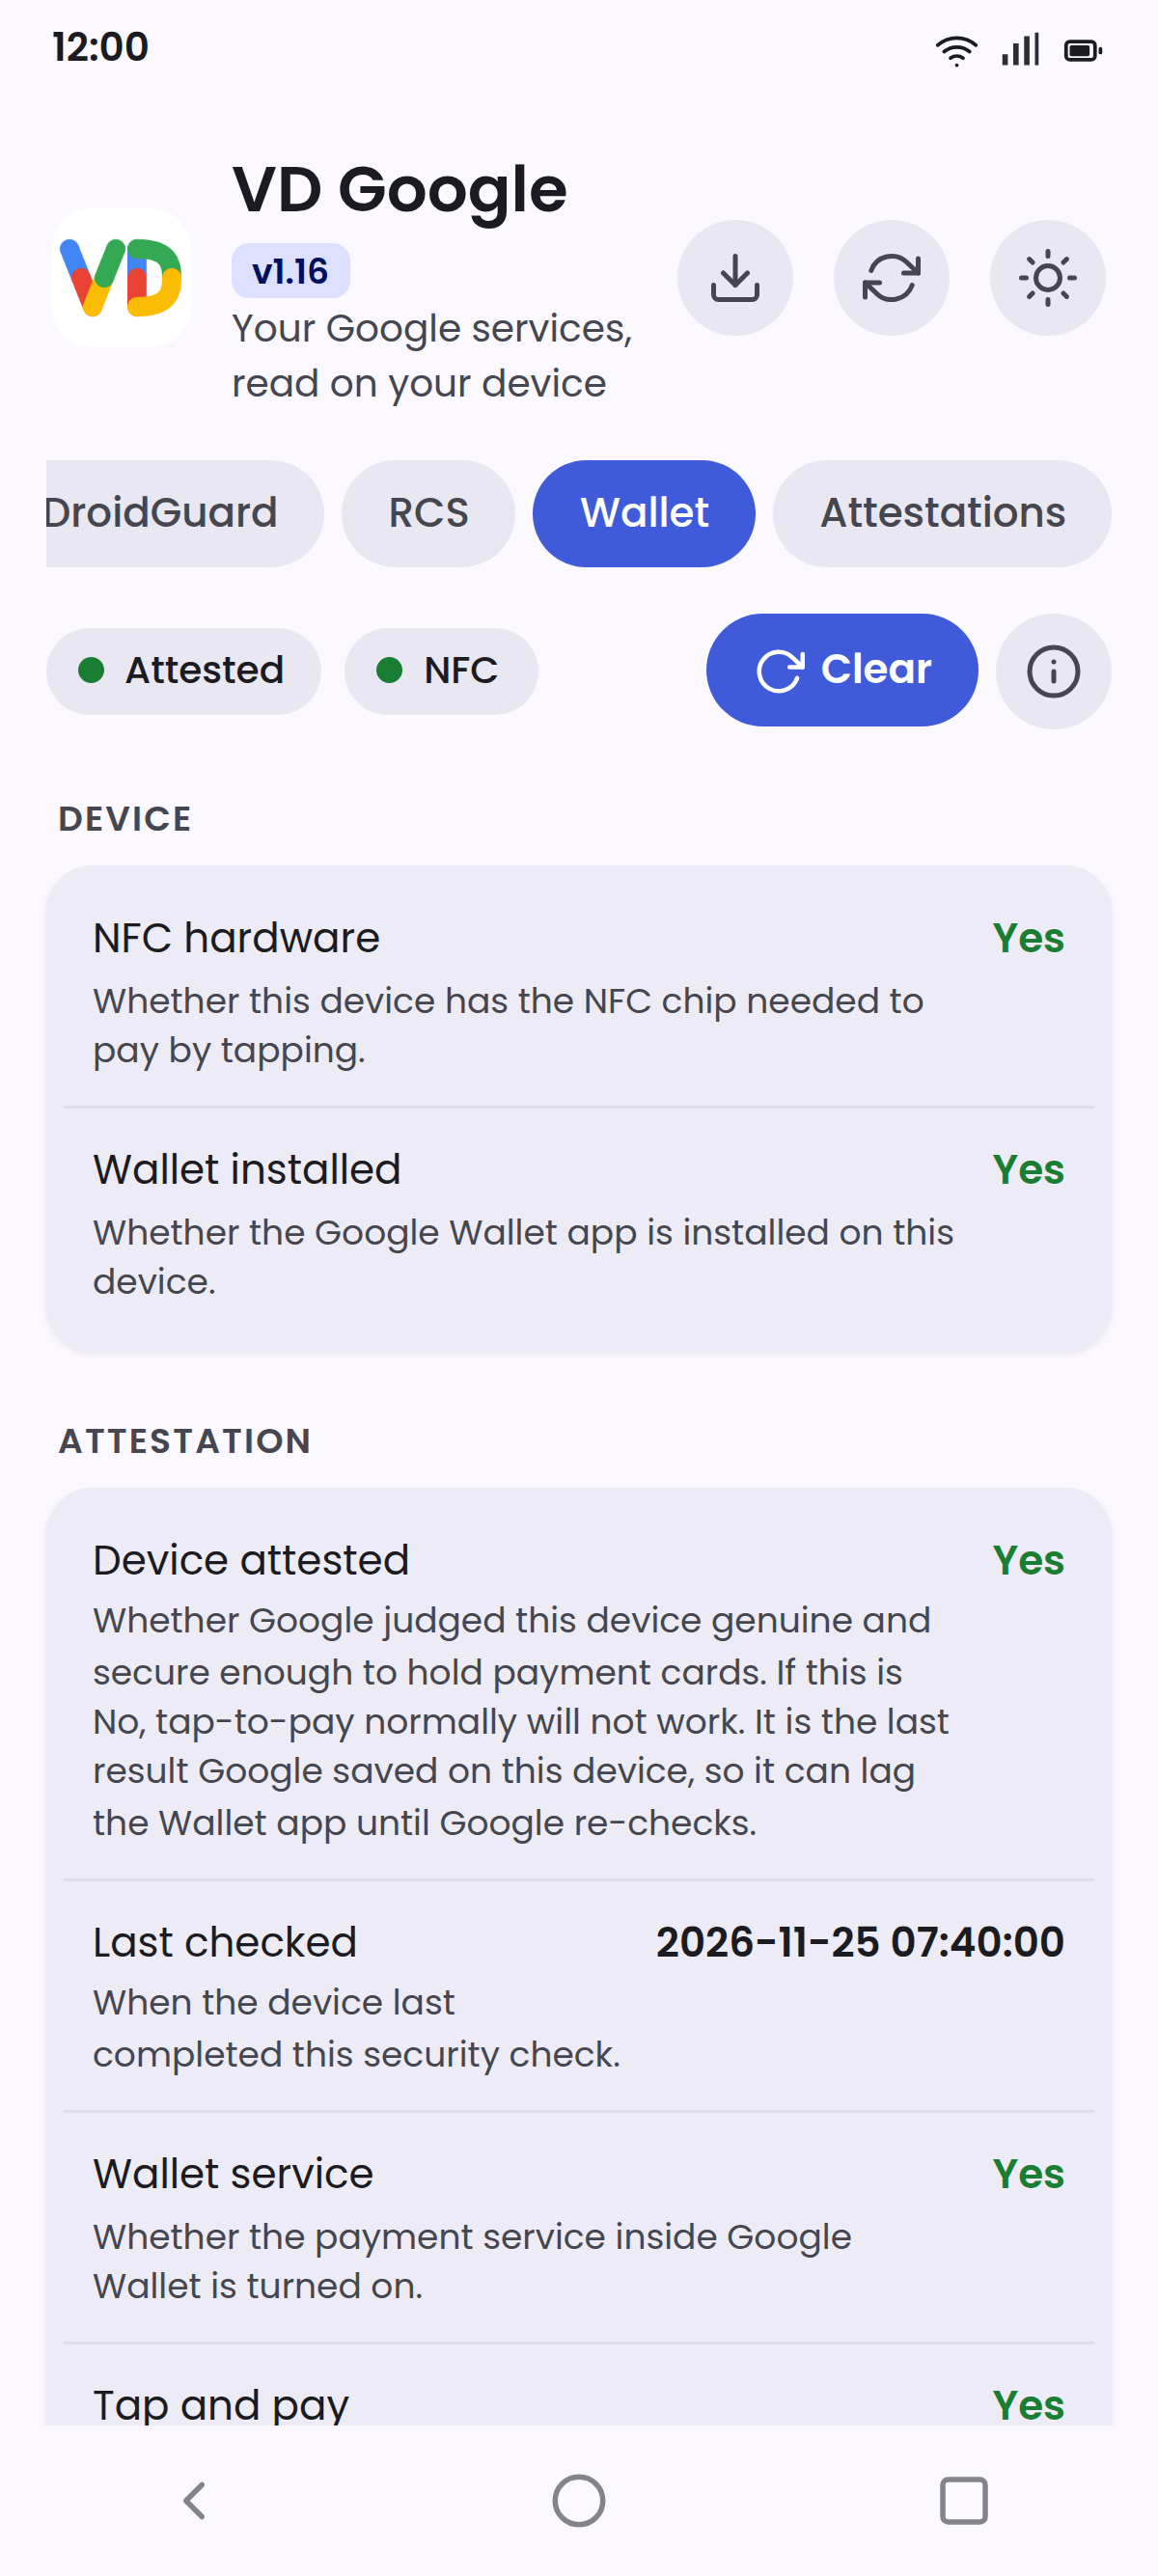 12:00
VD
VD Google
v1.16
Your Google services,
read on your device
DroidGuard
RCS
Wallet
Attestations
Attested
NFC
Clear
DEVICE
NFC hardware
Yes
Whether this device has the NFC chip needed to
pay by tapping.
Wallet installed
Yes
Whether the Google Wallet app is installed on this
device.
ATTESTATION
Device attested
Yes
Whether Google judged this device genuine and
secure enough to hold payment cards. If this is
No, tap-to-pay normally will not work. It is the last
result Google saved on this device, so it can lag
the Wallet app until Google re-checks.
Last checked
2026-11-25 07:40:00
When the device last
completed this security check.
Wallet service
Yes
Whether the payment service inside Google
Wallet is turned on.
Tap and pay
Yes